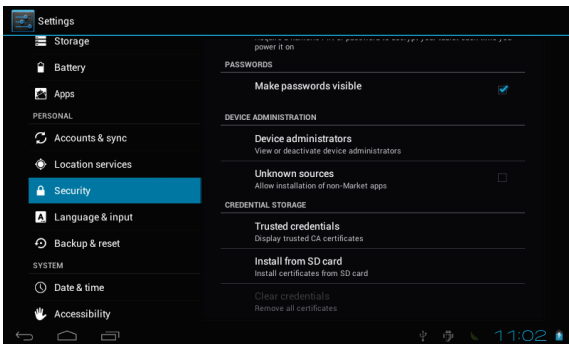 Settings
Storage
Battery
Apps
PERSONAL
Accounts & sync
Location services
Security
Language & input
Backup & reset
SYSTEM
Date & time
Accessibility
power it on
PASSWORDS
Make passwords visible
DEVICE ADMINISTRATION
Device administrators
View or deactivate device administrators
Unknown sources
Allow installation of non-Market apps
CREDENTIAL STORAGE
Trusted credentials
Display trusted CA certificates
Install from SD card
Install certificates from SD card
Clear credentials
Remove all certificates
11:02